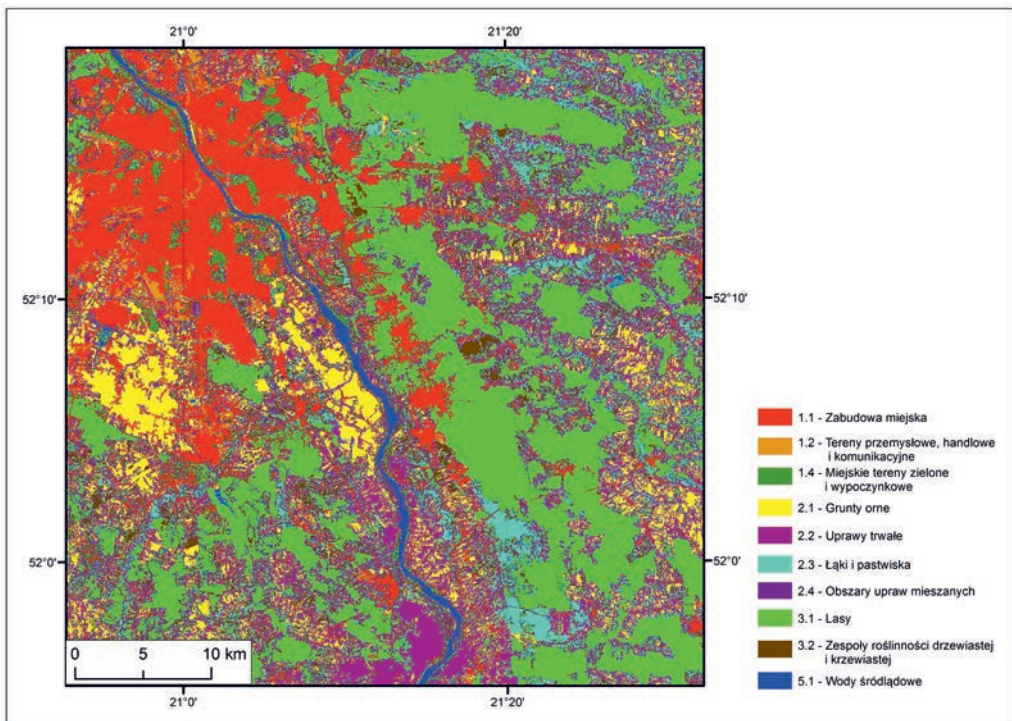 21°0'
21°20'
52°10'
52°10'
52°0'
52°0'
0 5 10 km
21°0'
21°20'
1.1 - Zabudowa miejska
1.2 - Tereny przemysłowe, handlowe
i komunikacyjne
1.4 - Miejskie tereny zielone
i wypoczynkowe
2.1 - Grunty orne
2.2 - Uprawy trwałe
2.3 - Łąki i pastwiska
2.4 - Obszary upraw mieszanych
3.1 - Lasy
3.2 - Zespoły roślinności drzewiastej
i krzewiastej
5.1 - Wody śródlądowe